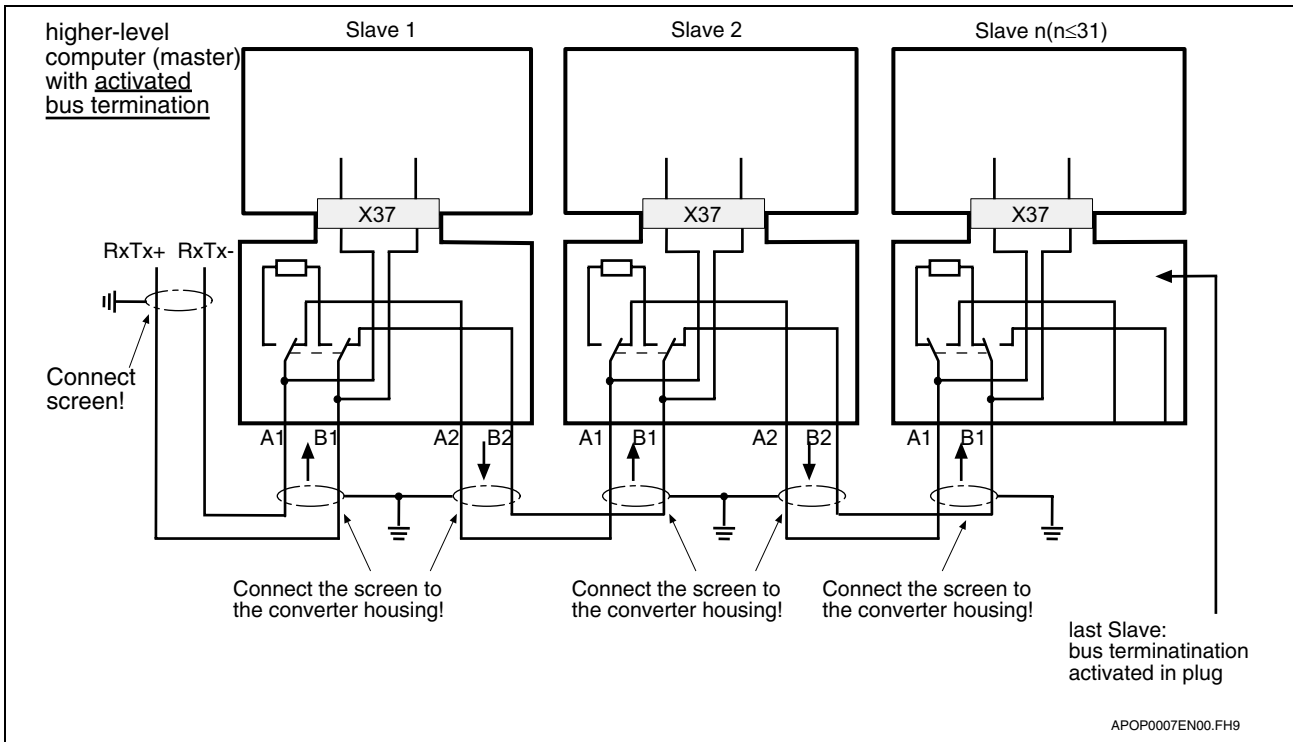 higher-level
computer (master)
with activated
bus termination
Slave 1
Slave 2
Slave n(n≤31)
X37
X37
X37
RxTx+ RxTx-
Connect
screen!
A1 B1 A2 B2
A1 B1 A2 B2
A1 B1
Connect the screen to
the converter housing!
Connect the screen to
the converter housing!
Connect the screen to
the converter housing!
last Slave:
bus terminatination
activated in plug
APOP0007EN00.FH9